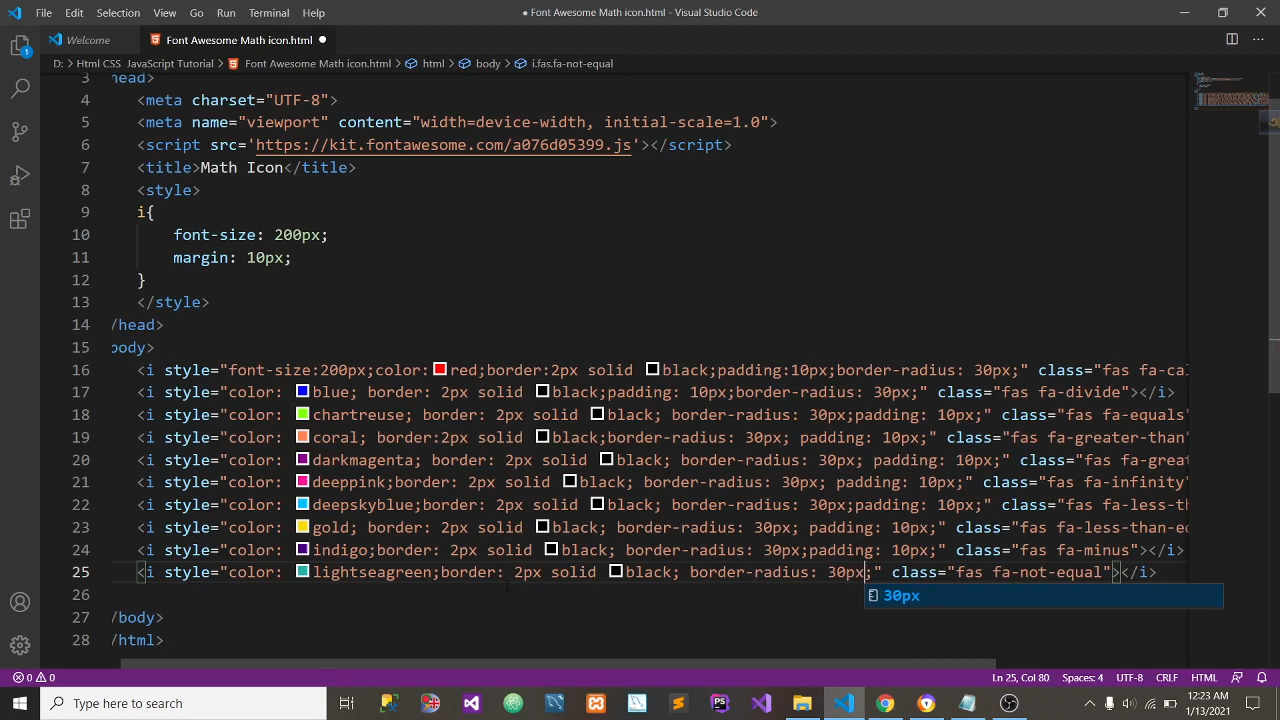 File Edit Selection View Go Run Terminal Help ● Font Awesome Math icon.html - Visual Studio Code
Welcome Font Awesome Math icon.html ●
D: > Html CSS JavaScript Tutorial > Font Awesome Math icon.html > html > body > i.fas.fa-not-equal
3 head>
4 <meta charset="UTF-8">
5 <meta name="viewport" content="width=device-width, initial-scale=1.0">
6 <script src='https://kit.fontawesome.com/a076d05399.js'></script>
7 <title>Math Icon</title>
8 <style>
9 i{
10 font-size: 200px;
11 margin: 10px;
12 }
13 </style>
14 /head>
15 body>
16 <i style="font-size:200px;color:red;border:2px solid black;padding:10px;border-radius: 30px;" class="fas fa-cal
17 <i style="color: blue; border: 2px solid black;padding: 10px;border-radius: 30px;" class="fas fa-divide"></i>
18 <i style="color: chartreuse; border: 2px solid black; border-radius: 30px;padding: 10px;" class="fas fa-equals"
19 <i style="color: coral; border:2px solid black;border-radius: 30px; padding: 10px;" class="fas fa-greater-than"
20 <i style="color: darkmagenta; border: 2px solid black; border-radius: 30px; padding: 10px;" class="fas fa-great
21 <i style="color: deeppink;border: 2px solid black; border-radius: 30px; padding: 10px;" class="fas fa-infinity"
22 <i style="color: deepskyblue;border: 2px solid black; border-radius: 30px; padding: 10px;" class="fas fa-less-th
23 <i style="color: gold; border: 2px solid black; border-radius: 30px; padding: 10px;" class="fas fa-less-than-eq
24 <i style="color: indigo;border: 2px solid black; border-radius: 30px;padding: 10px;" class="fas fa-minus"></i>
25 <i style="color: lightseagreen;border: 2px solid black; border-radius: 30px;" class="fas fa-not-equal"></i>
26 30px
27 /body>
28 /html>
1
0 0 Ln 25, Col 80 Spaces: 4 UTF-8 CRLF HTML
Type here to search 12:23 AM
1/13/2021